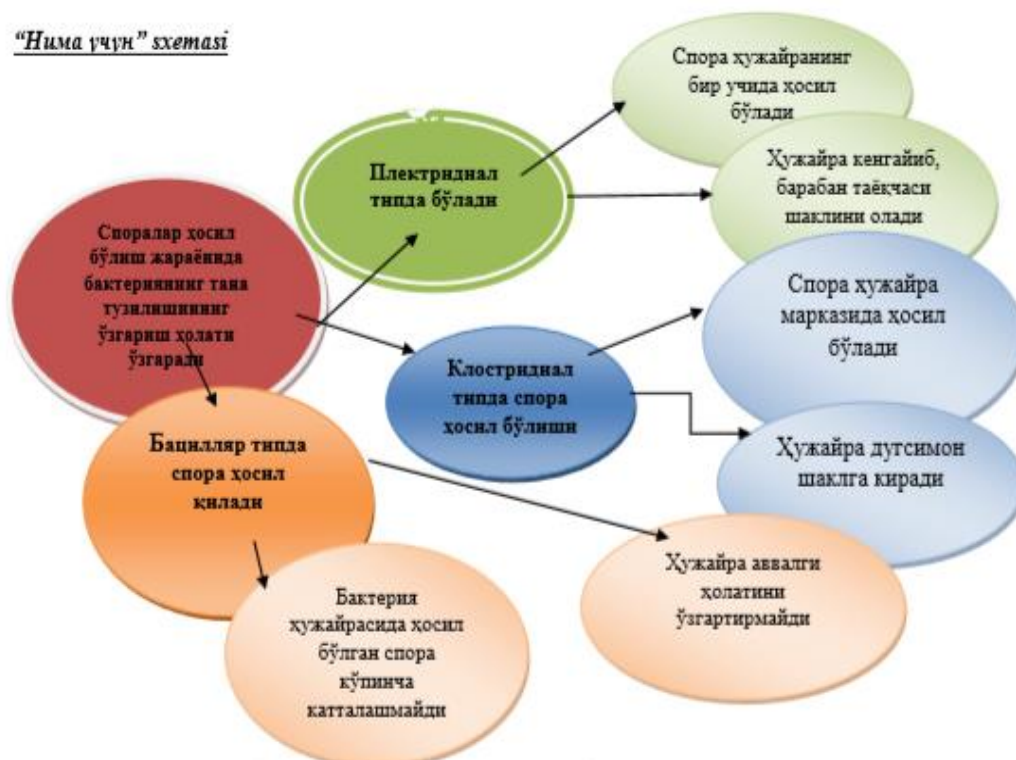 “Нима учун” sxemasi
Спора ҳужайранинг
бир учида ҳосил
бўлади
Плектридиал
типда бўлади
Ҳужайра кенгайиб,
барабан таёқчаси
шаклини олади
Споралар ҳосил
бўлиш жараёнида
бактериянинг тана
тузилишининг
ўзгариш ҳолати
ўзгаради
Спора ҳужайра
марказида ҳосил
бўлади
Клостридиал
типда спора
ҳосил бўлиши
Бацилляр типда
спора ҳосил
қилади
Ҳужайра дугсимон
шаклга киради
Ҳужайра аввалги
ҳолатини
ўзгартирмайди
Бактерия
ҳужайрасида ҳосил
бўлган спора
кўпинча
катталашмайди